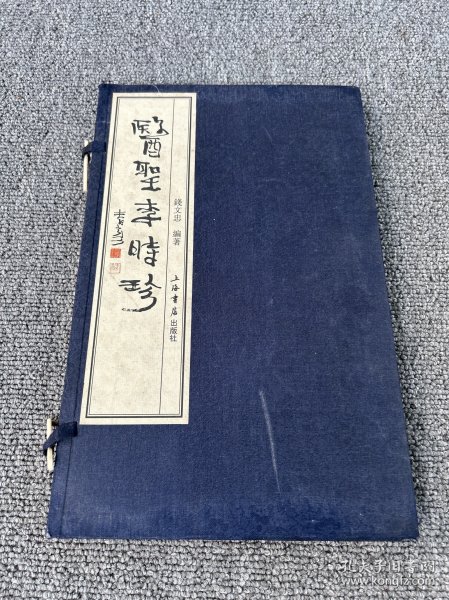 醫聖李時珍
錢文忠 編著
上海書店出版社
孔夫子旧书网
www.kongfz.com